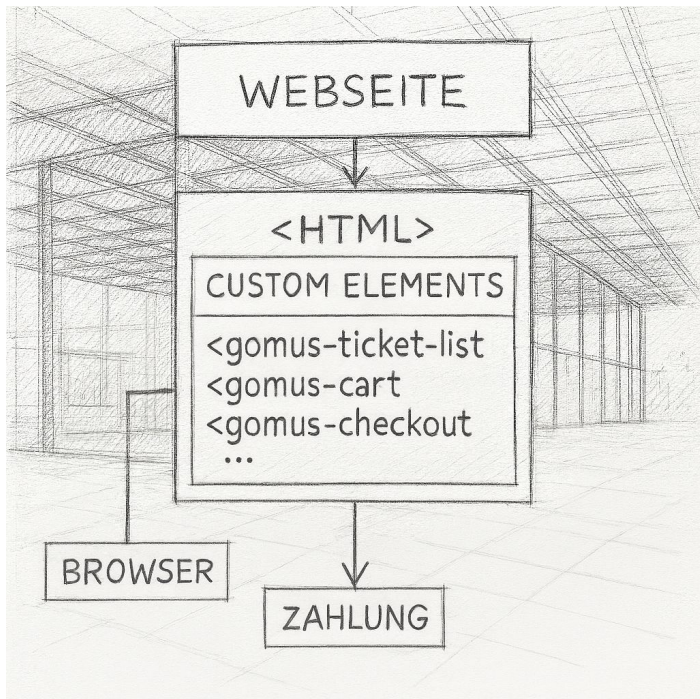 WEBSEITE
<HTML>
CUSTOM ELEMENTS
<gomus-ticket-list
<gomus-cart
<gomus-checkout
...
BROWSER
ZAHLUNG